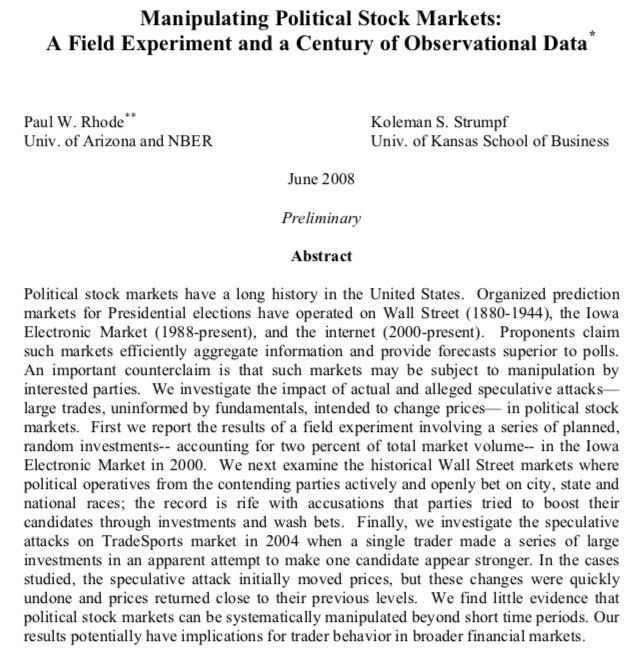 Manipulating Political Stock Markets:
A Field Experiment and a Century of Observational Data*
Paul W. Rhode**
Univ. of Arizona and NBER
Koleman S. Strumpf
Univ. of Kansas School of Business
June 2008
Preliminary
Abstract
Political stock markets have a long history in the United States. Organized prediction
markets for Presidential elections have operated on Wall Street (1880-1944), the Iowa
Electronic Market (1988-present), and the internet (2000-present). Proponents claim
such markets efficiently aggregate information and provide forecasts superior to polls.
An important counterclaim is that such markets may be subject to manipulation by
interested parties. We investigate the impact of actual and alleged speculative attacks—
large trades, uninformed by fundamentals, intended to change prices— in political stock
markets. First we report the results of a field experiment involving a series of planned,
random investments-- accounting for two percent of total market volume-- in the Iowa
Electronic Market in 2000. We next examine the historical Wall Street markets where
political operatives from the contending parties actively and openly bet on city, state and
national races; the record is rife with accusations that parties tried to boost their
candidates through investments and wash bets. Finally, we investigate the speculative
attacks on TradeSports market in 2004 when a single trader made a series of large
investments in an apparent attempt to make one candidate appear stronger. In the cases
studied, the speculative attack initially moved prices, but these changes were quickly
undone and prices returned close to their previous levels. We find little evidence that
political stock markets can be systematically manipulated beyond short time periods. Our
results potentially have implications for trader behavior in broader financial markets.